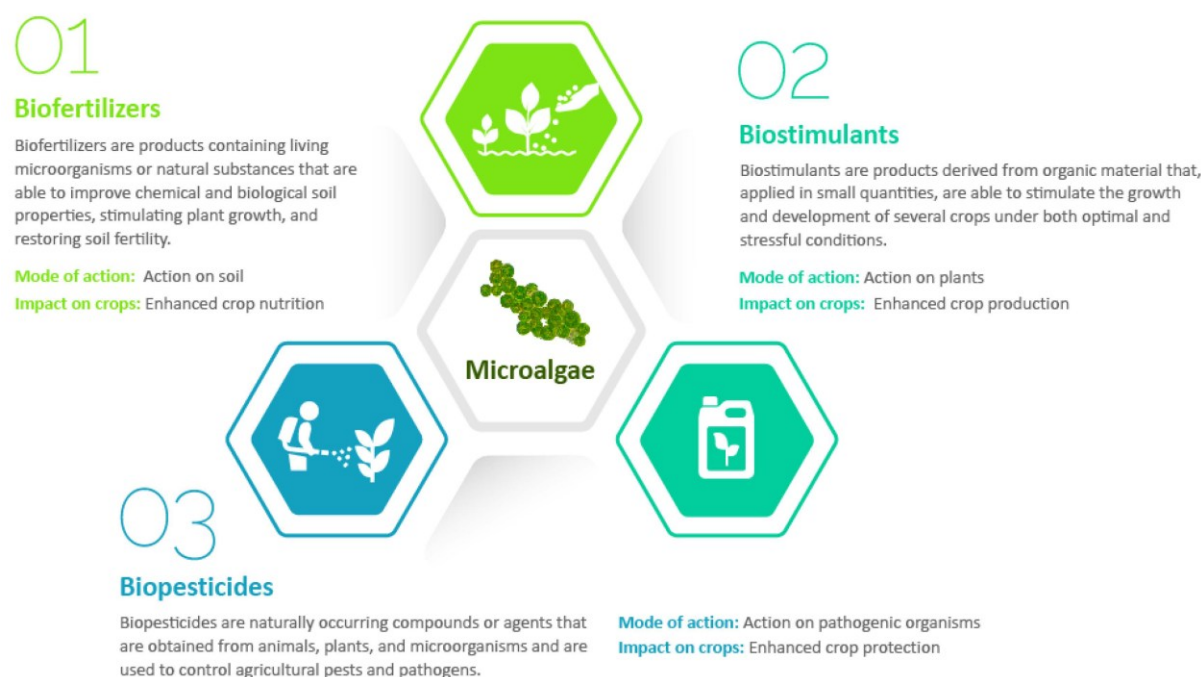 01
Biofertilizers
Biofertilizers are products containing living
microorganisms or natural substances that are
able to improve chemical and biological soil
properties, stimulating plant growth, and
restoring soil fertility.
Mode of action: Action on soil
Impact on crops: Enhanced crop nutrition
02
Biostimulants
Biostimulants are products derived from organic material that,
applied in small quantities, are able to stimulate the growth
and development of several crops under both optimal and
stressful conditions.
Mode of action: Action on plants
Impact on crops: Enhanced crop production
Microalgae
03
Biopesticides
Biopesticides are naturally occurring compounds or agents that
are obtained from animals, plants, and microorganisms and are
used to control agricultural pests and pathogens.
Mode of action: Action on pathogenic organisms
Impact on crops: Enhanced crop protection